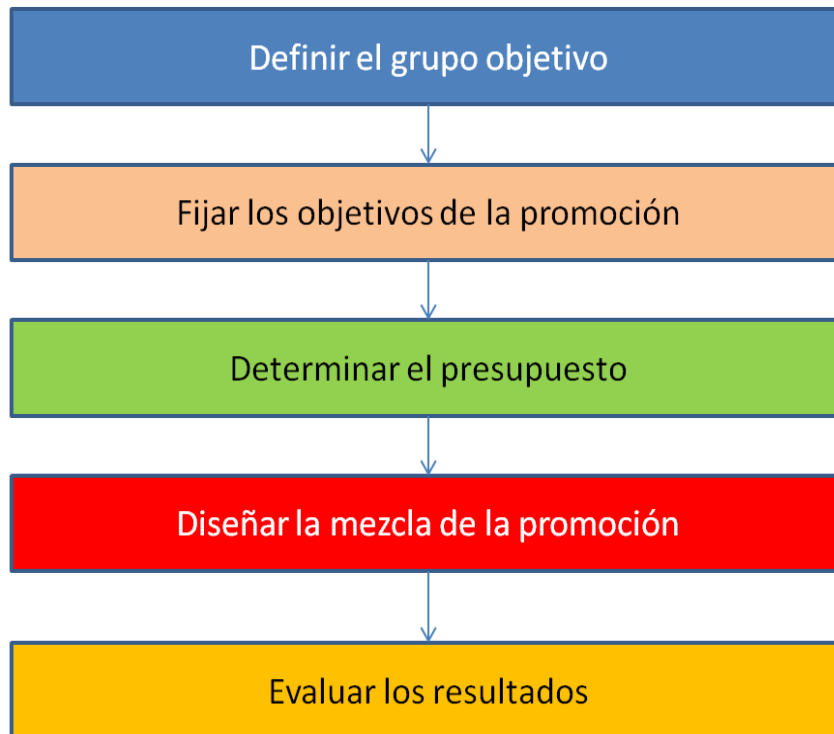 Definir el grupo objetivo
Fijar los objetivos de la promoción
Determinar el presupuesto
Diseñar la mezcla de la promoción
Evaluar los resultados